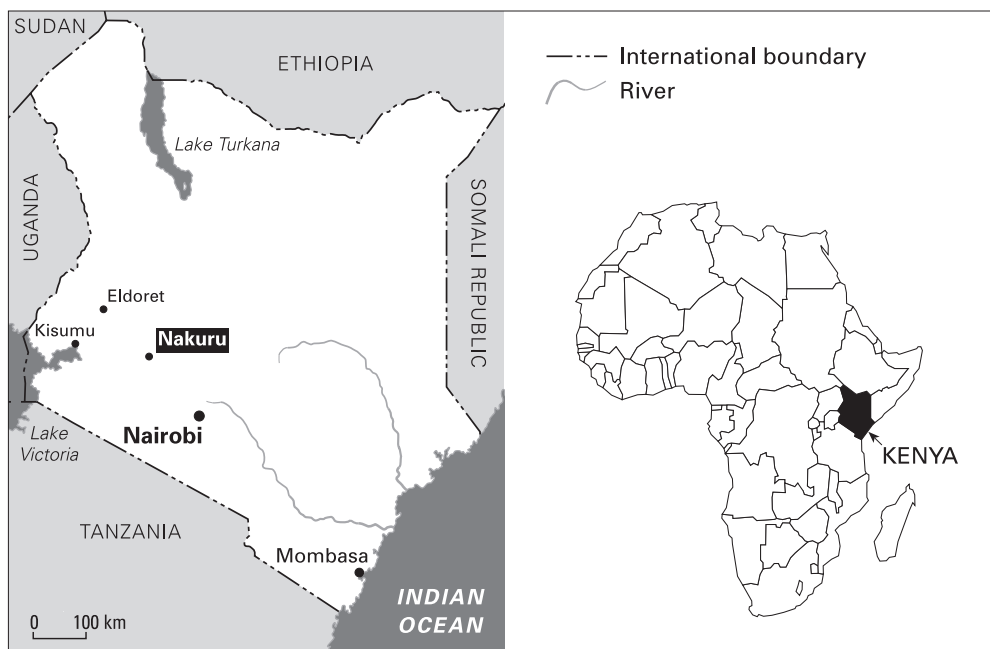 SUDAN
ETHIOPIA
Lake Turkana
UGANDA
SOMALI REPUBLIC
Eldoret
Kisumu
Nakuru
Nairobi
Lake
Victoria
TANZANIA
Mombasa
INDIAN
OCEAN
0 100 km
International boundary
River
KENYA